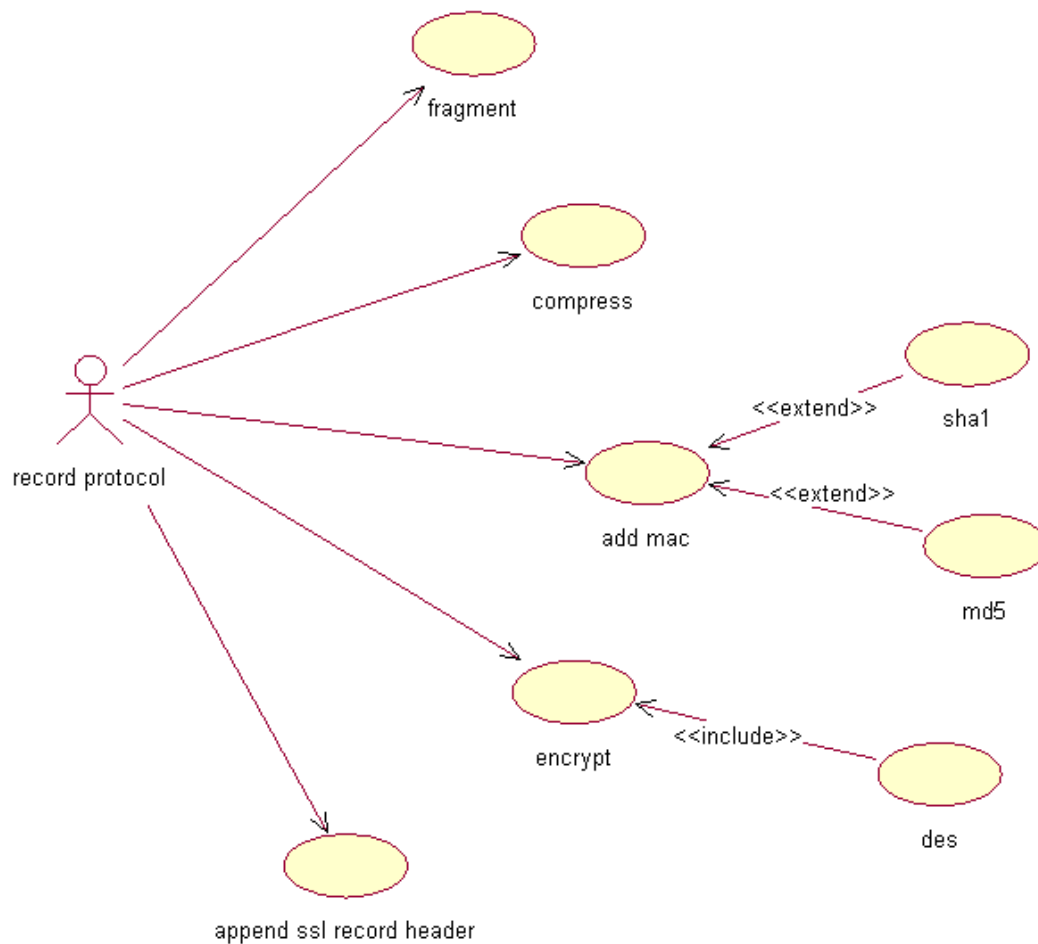 fragment
compress
<<extend>>
sha1
record protocol
<<extend>>
add mac
md5
<<include>>
encrypt
des
append ssl record header